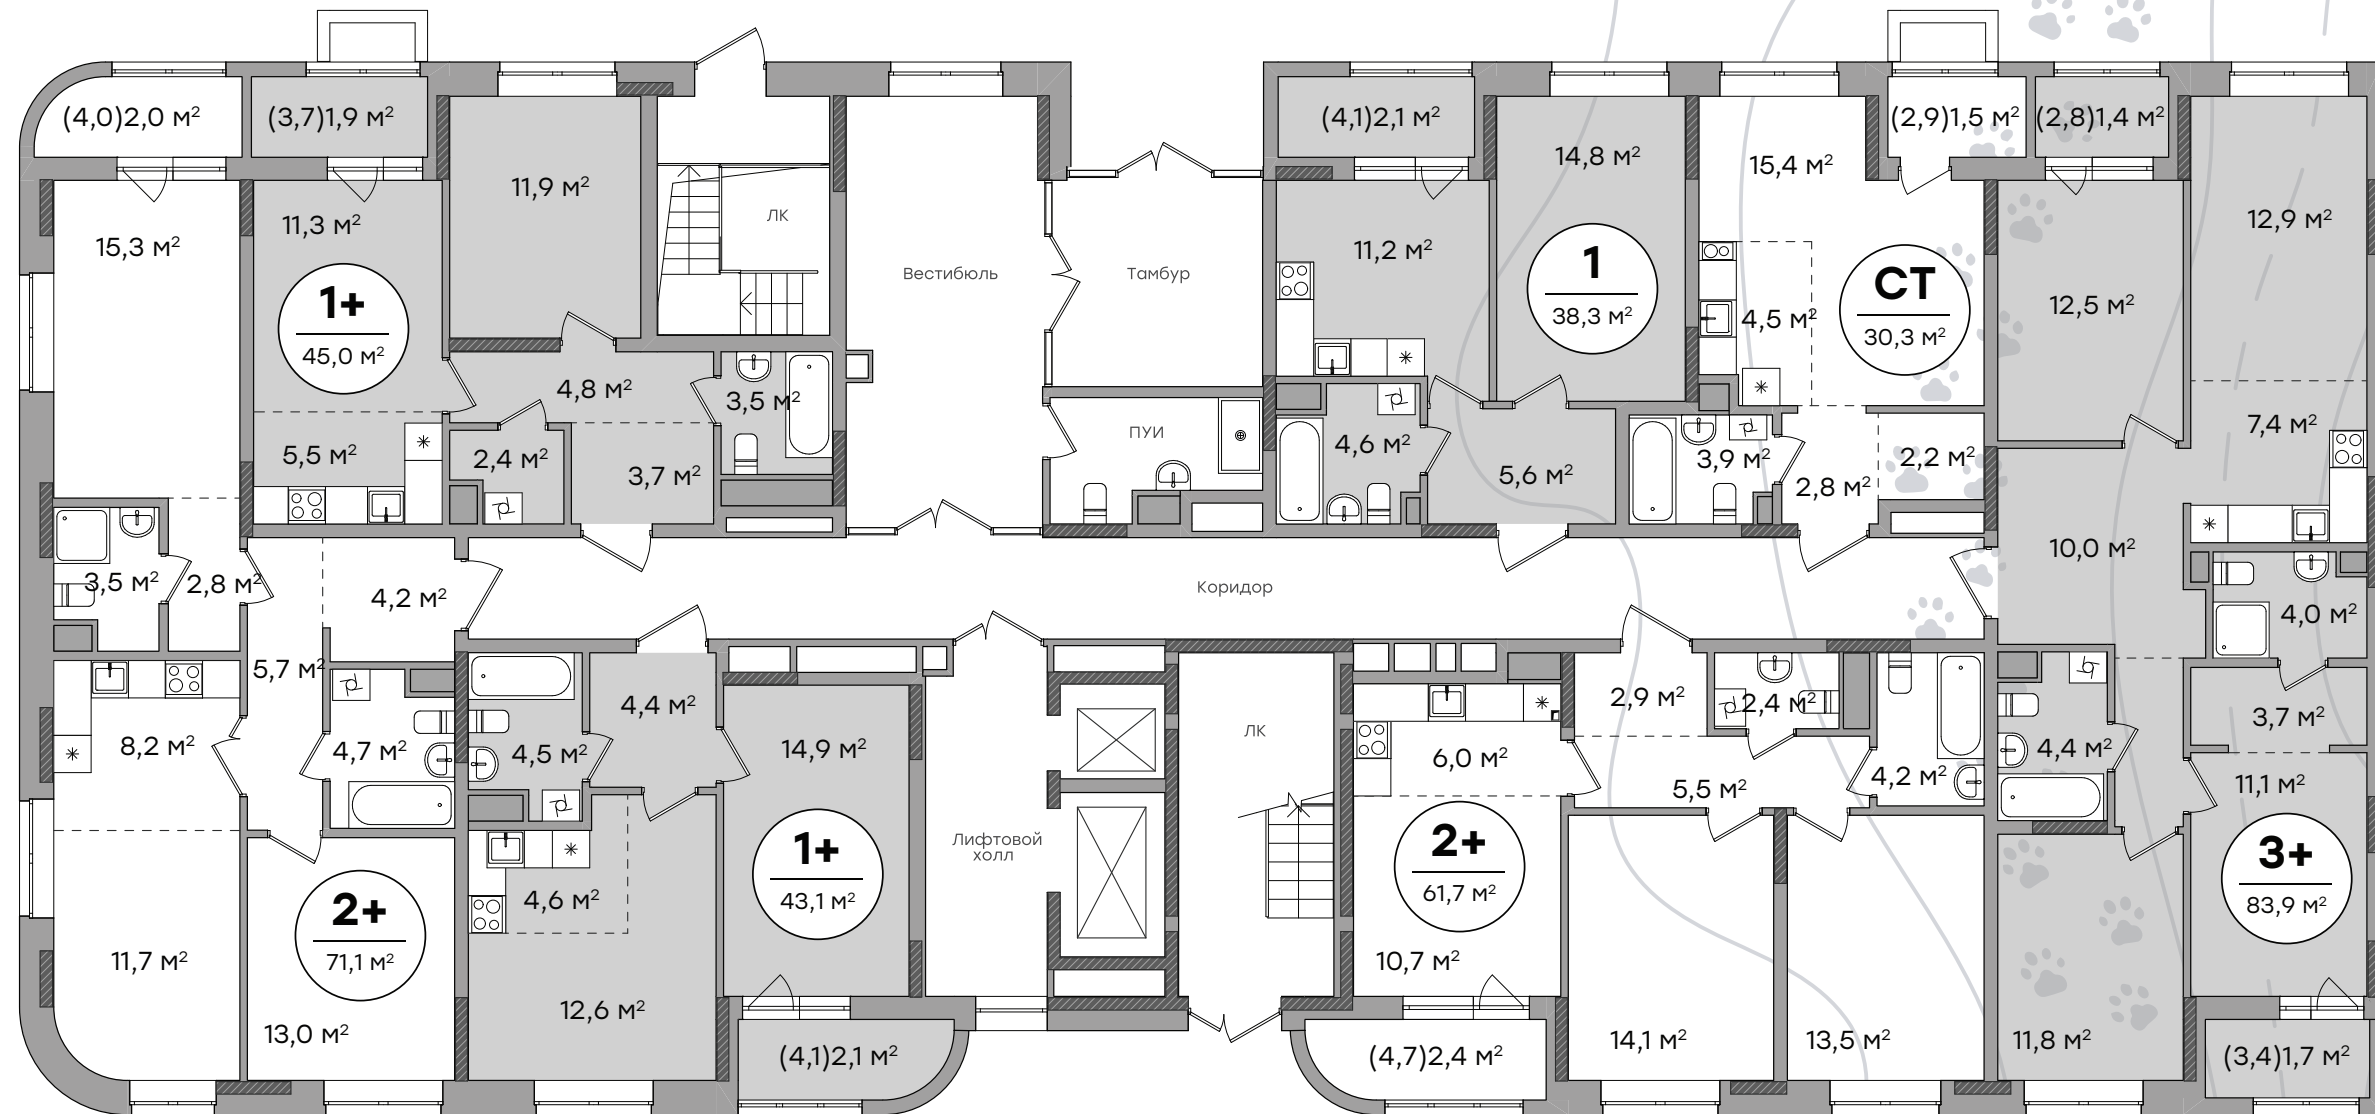 (4,0)2,0 м²
(3,7)1,9 м²
11,9 м²
15,3 м²
11,3 м²
1+
45,0 м²
5,5 м²
4,8 м²
2,4 м²
3,7 м²
3,5 м²
ЛК
Вестибюль
Тамбур
ПУИ
(4,1)2,1 м²
14,8 м²
11,2 м²
1
38,3 м²
4,6 м²
5,6 м²
15,4 м²
(2,9)1,5 м²
4,5 м²
СТ
30,3 м²
3,9 м²
2,8 м²
2,2 м²
(2,8)1,4 м²
12,9 м²
12,5 м²
7,4 м²
10,0 м²
4,0 м²
3,5 м²
2,8 м²
4,2 м²
Коридор
5,7 м²
8,2 м²
4,7 м²
11,7 м²
2+
71,1 м²
13,0 м²
4,4 м²
4,5 м²
14,9 м²
1+
43,1 м²
4,6 м²
12,6 м²
(4,1)2,1 м²
Лифтовой
холл
ЛК
6,0 м²
2+
61,7 м²
10,7 м²
(4,7)2,4 м²
2,9 м²
2,4 м²
5,5 м²
4,2 м²
14,1 м²
13,5 м²
4,4 м²
3,7 м²
11,1 м²
3+
83,9 м²
11,8 м²
(3,4)1,7 м²